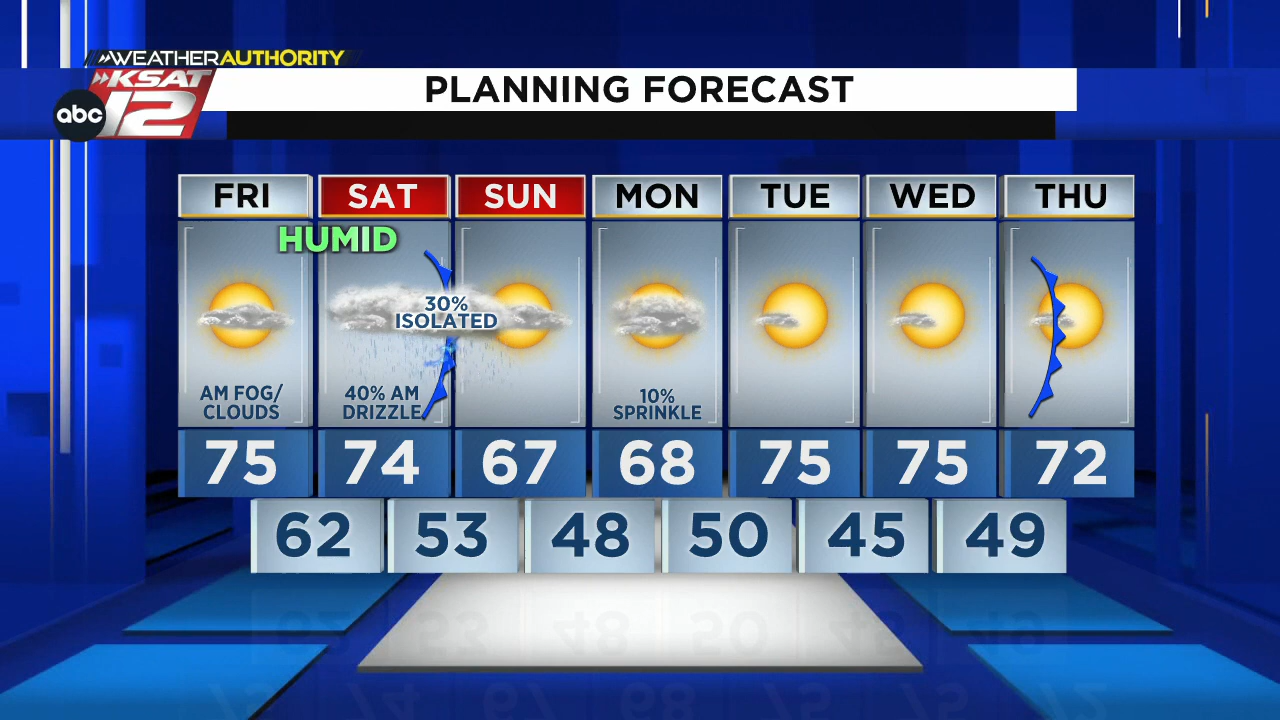 WEATHERAUTHORITY
KSAT
abc 12
PLANNING FORECAST
FRI SAT SUN MON TUE WED THU
HUMID
30%
ISOLATED
AM FOG/
CLOUDS
40% AM
DRIZZLE
10%
SPRINKLE
75 74 67 68 75 75 72
62 53 48 50 45 49